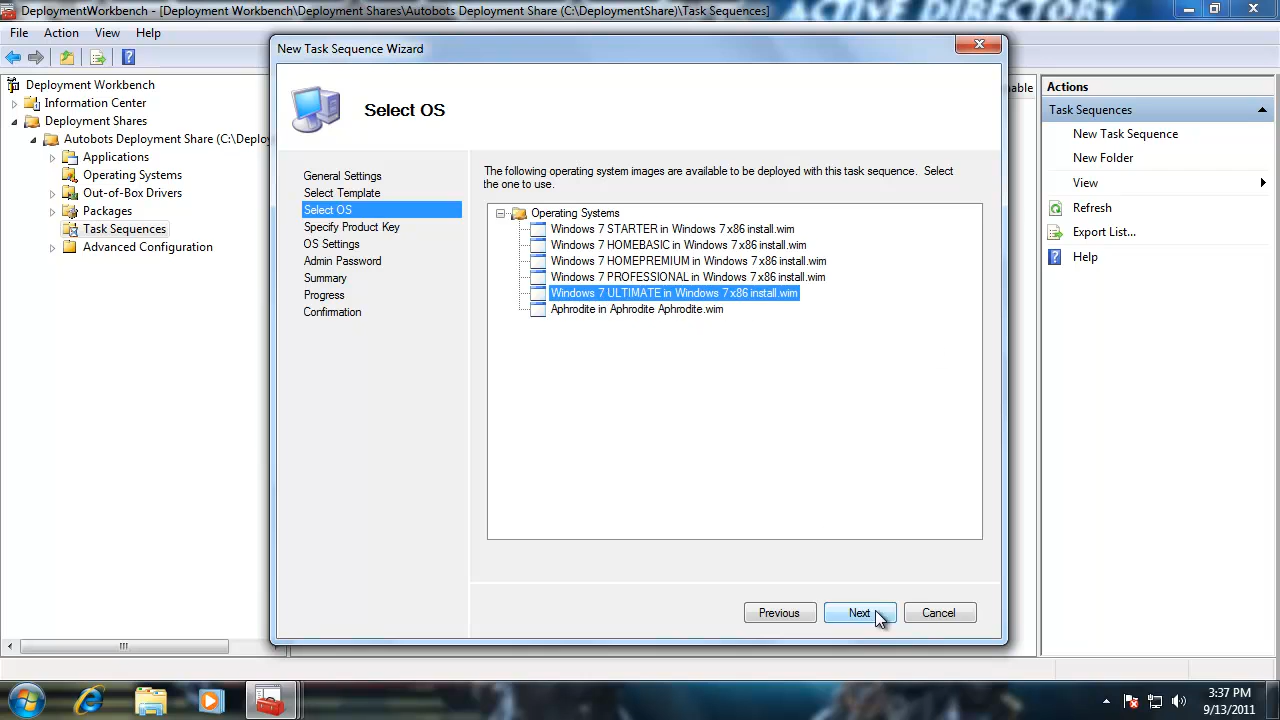 DeploymentWorkbench - [Deployment Workbench\Deployment Shares\Autobots Deployment Share (C:\DeploymentShare)\Task Sequences]
ACTIVE DIRECTORY
File Action View Help
Deployment Workbench
Information Center
Deployment Shares
Autobots Deployment Share (C:\Deplo
Applications
Operating Systems
Out-of-Box Drivers
Packages
Task Sequences
Advanced Configuration
New Task Sequence Wizard
Select OS
General Settings
Select Template
Select OS
Specify Product Key
OS Settings
Admin Password
Summary
Progress
Confirmation
The following operating system images are available to be deployed with this task sequence. Select
the one to use.
Operating Systems
Windows 7 STARTER in Windows 7 x86 install.wim
Windows 7 HOMEBASIC in Windows 7 x86 install.wim
Windows 7 HOMEPREMIUM in Windows 7 x86 install.wim
Windows 7 PROFESSIONAL in Windows 7 x86 install.wim
Windows 7 ULTIMATE in Windows 7 x86 install.wim
Aphrodite in Aphrodite Aphrodite.wim
Previous Next Cancel
able
Actions
Task Sequences
New Task Sequence
New Folder
View
Refresh
Export List...
Help
3:37 PM
9/13/2011